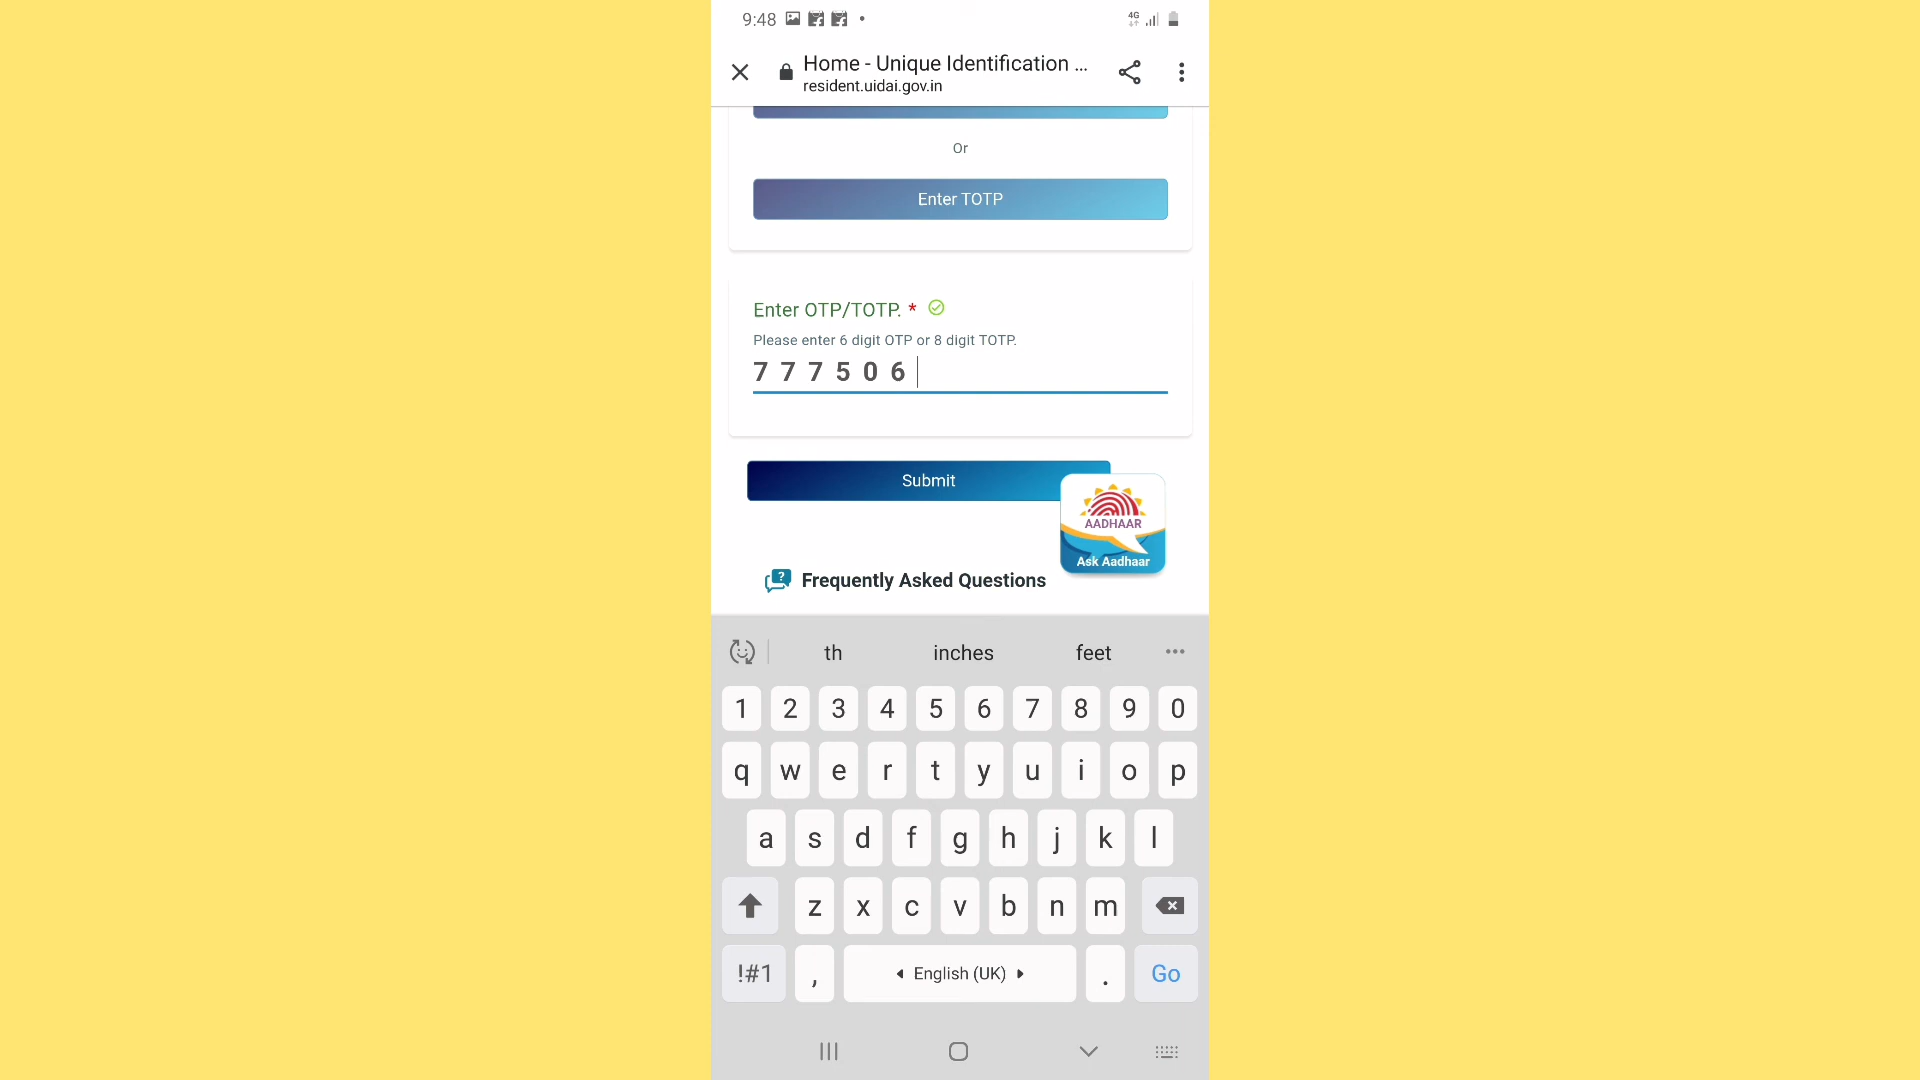 9:48
4G
Home - Unique Identification ...
resident.uidai.gov.in
Or
Enter TOTP
Enter OTP/TOTP. *
Please enter 6 digit OTP or 8 digit TOTP.
7 7 7 5 0 6
Submit
AADHAAR
Ask Aadhaar
Frequently Asked Questions
th inches feet
1 2 3 4 5 6 7 8 9 0
q w e r t y u i o p
a s d f g h j k l
z x c v b n m
!#1 , English (UK) . Go